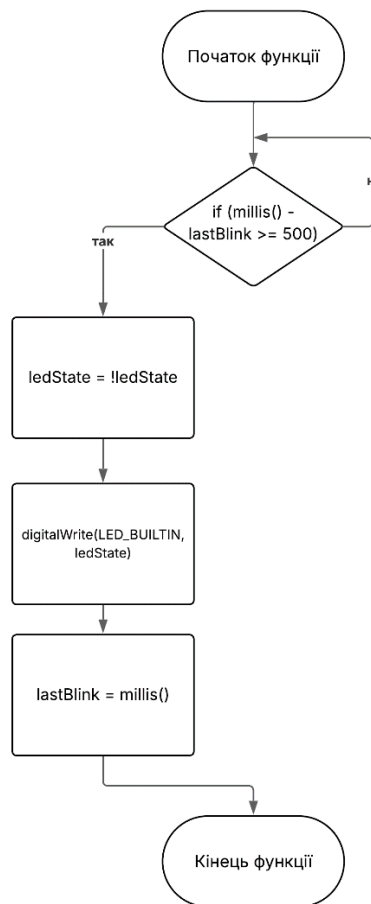 Початок функції
if (millis() -
lastBlink >= 500)
так
ledState = !ledState
digitalWrite(LED_BUILTIN,
ledState)
lastBlink = millis()
Кінець функції